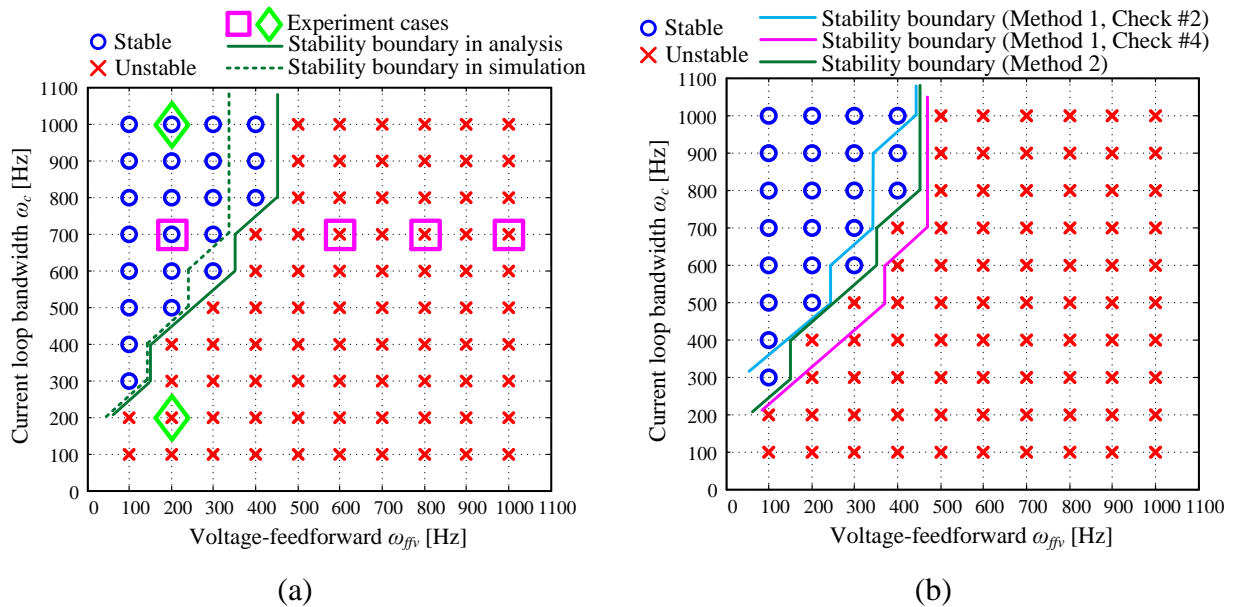 Experiment cases
Stable
Stability boundary in analysis
Unstable
Stability boundary in simulation
1100
1000
900
800
700
600
500
400
300
200
100
0
Current loop bandwidth ω_c [Hz]
0 100 200 300 400 500 600 700 800 900 1000 1100
Voltage-feedforward ω_ffv [Hz]
(a)
Stability boundary (Method 1, Check #2)
Stable
Stability boundary (Method 1, Check #4)
Unstable
Stability boundary (Method 2)
1100
1000
900
800
700
600
500
400
300
200
100
0
Current loop bandwidth ω_c [Hz]
0 100 200 300 400 500 600 700 800 900 1000 1100
Voltage-feedforward ω_ffv [Hz]
(b)